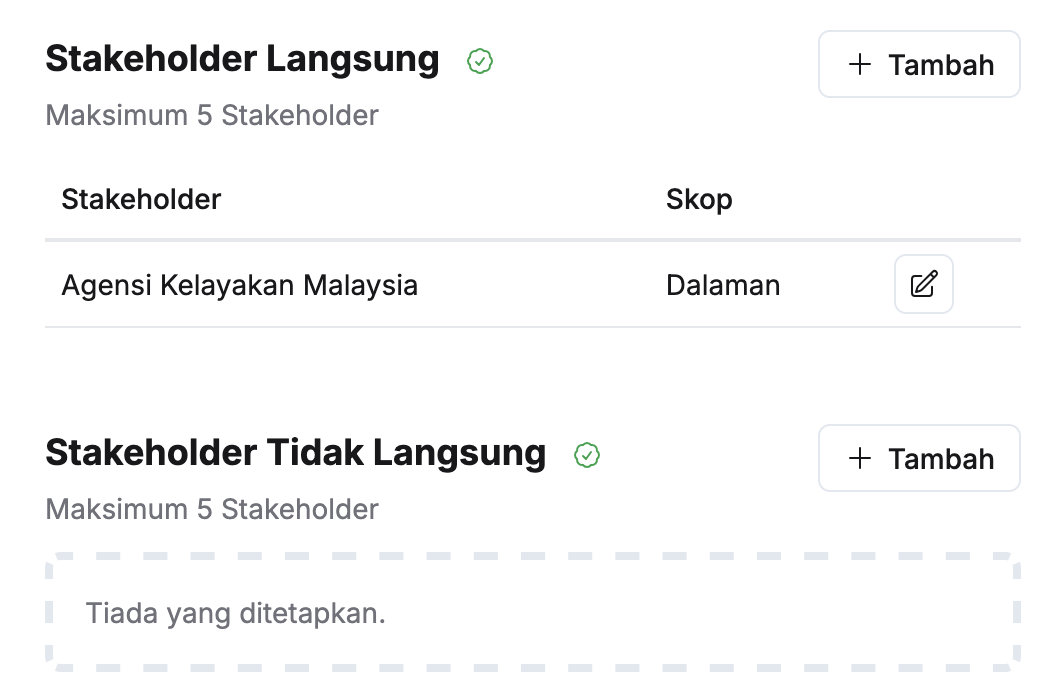 Stakeholder Langsung
+ Tambah
Maksimum 5 Stakeholder
Stakeholder Skop
Agensi Kelayakan Malaysia Dalaman
Stakeholder Tidak Langsung
+ Tambah
Maksimum 5 Stakeholder
Tiada yang ditetapkan.